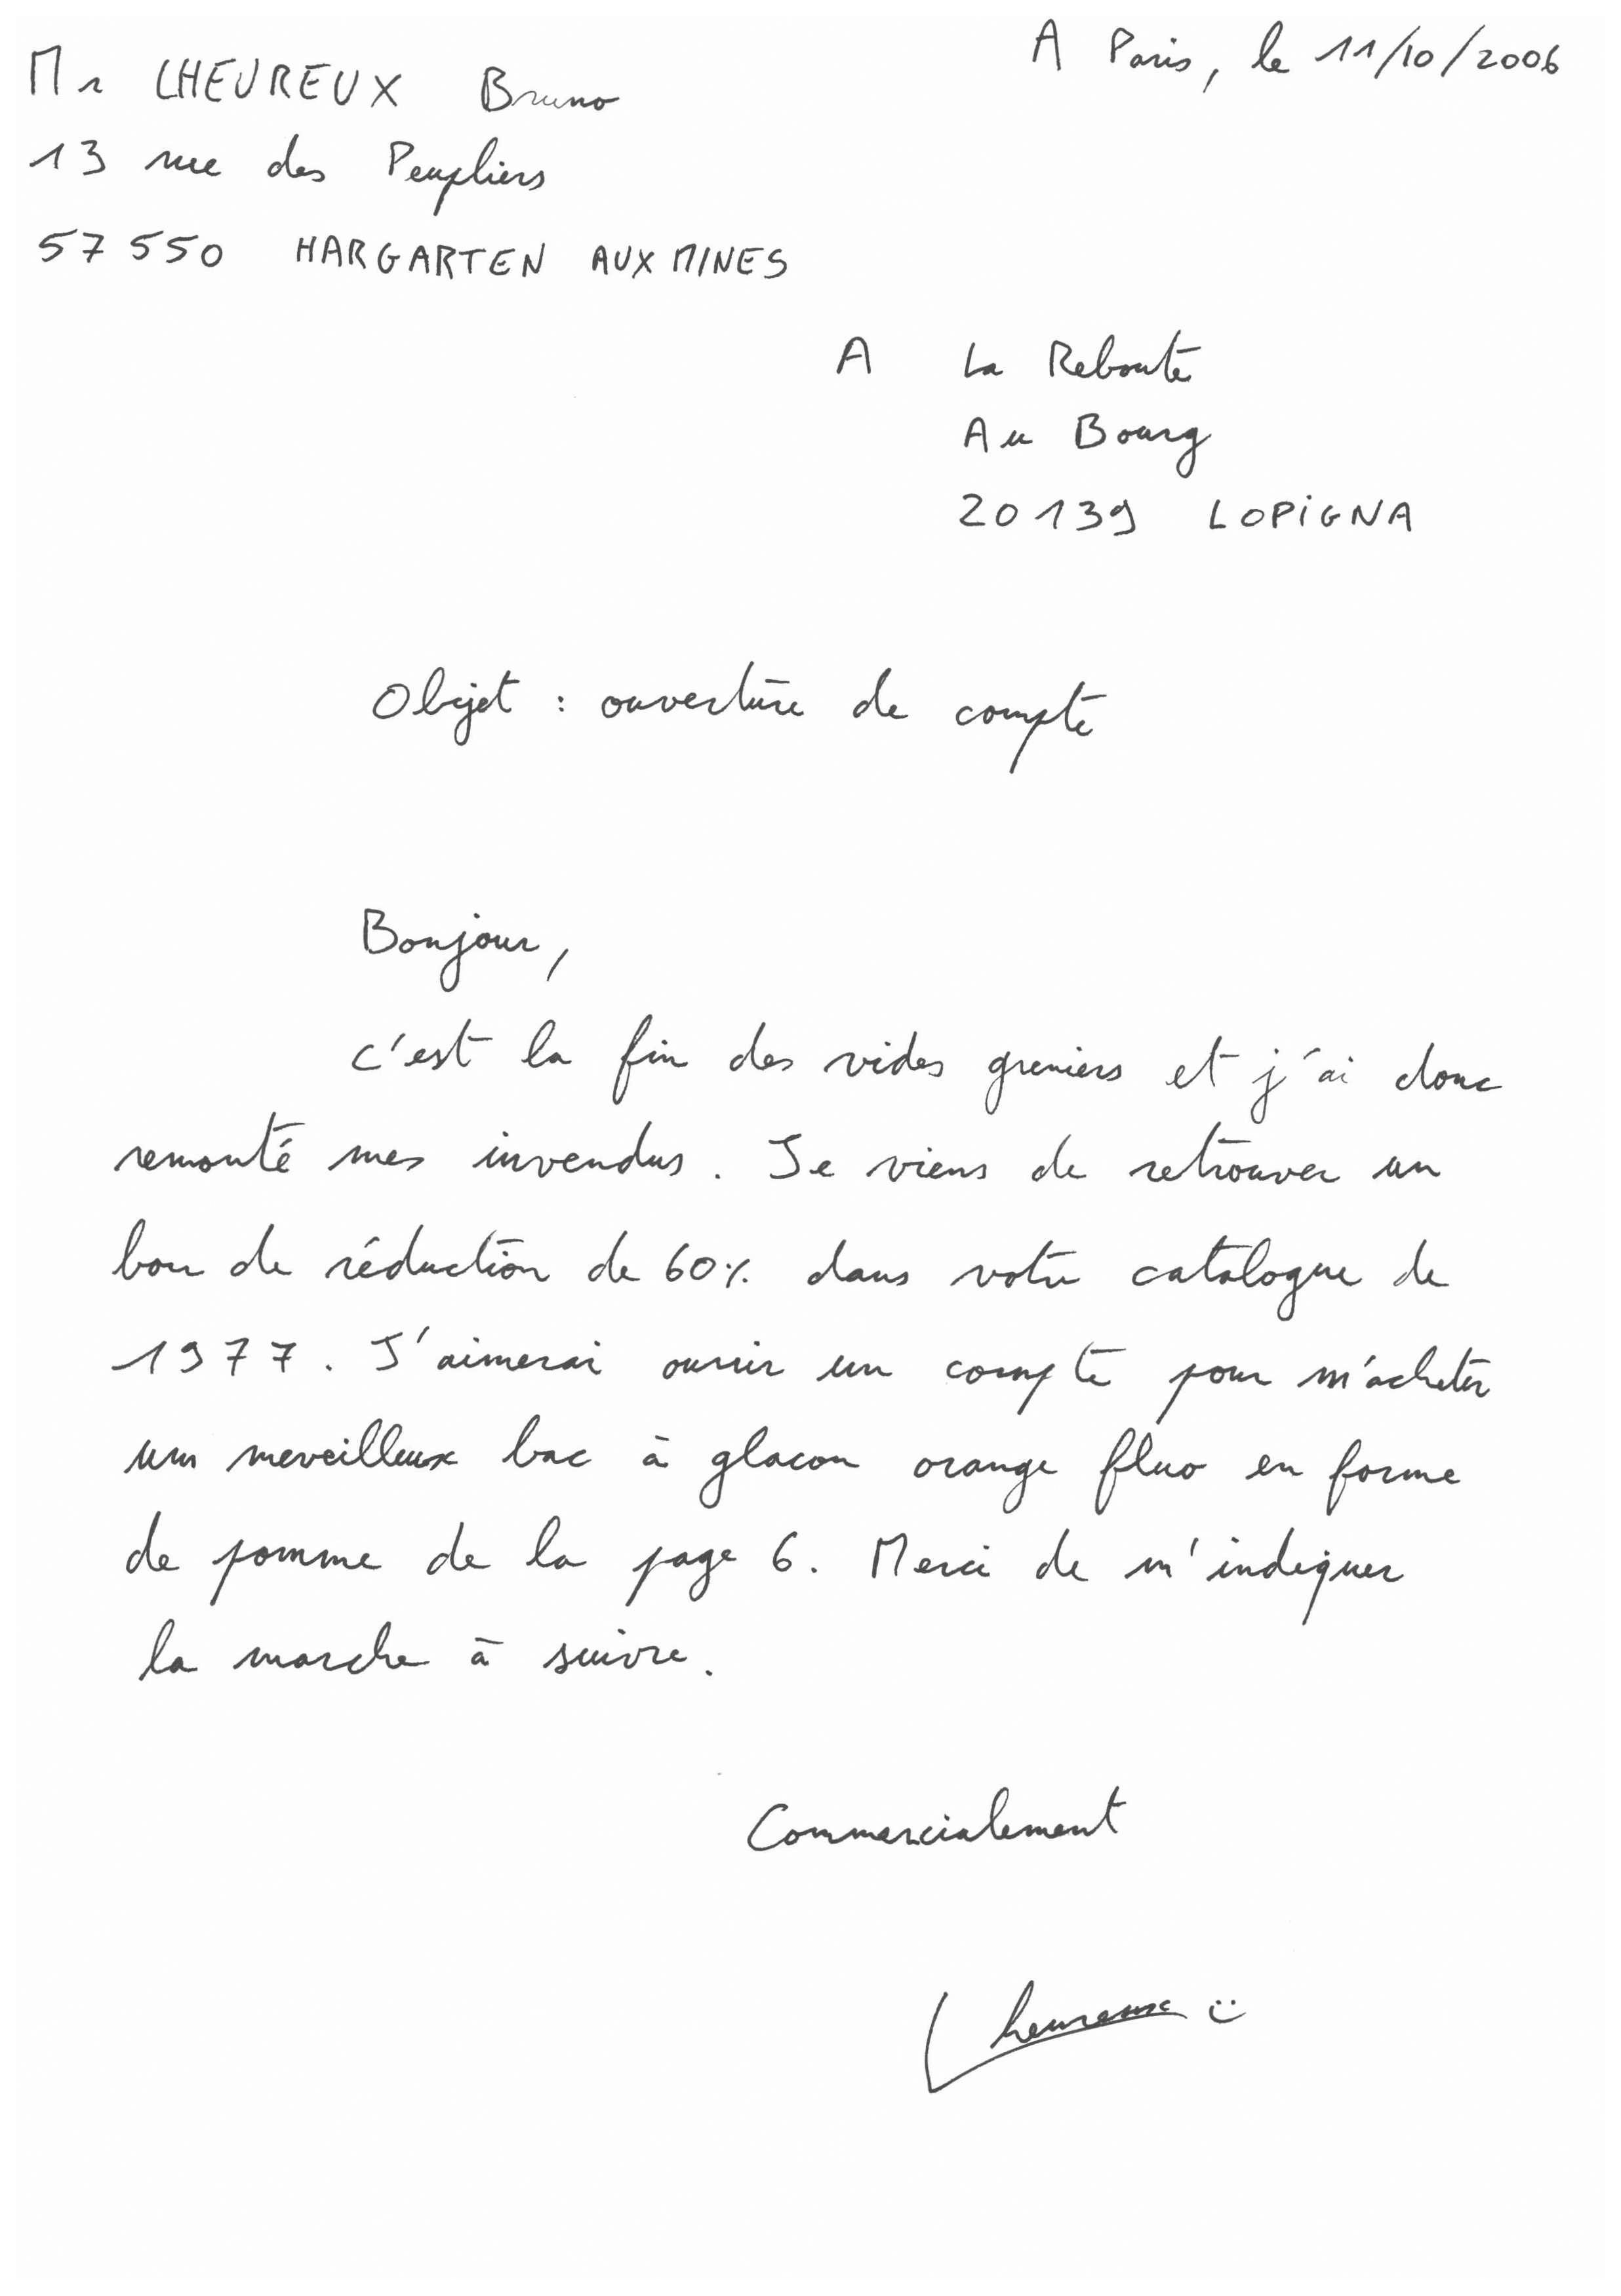 Mr LHEUREUX Bruno
A Paris, le 11/10/2006
13 rue des Peupliers
57550 HARGARTEN AUX MINES
A La Reboute
Au Bourg
20139 LOPiGNA
Objet : ouverture de compte
Bonjour,
c'est la fin des vides greniers et j'ai donc
remonté mes invendus. Je viens de retrouver un
bon de réduction de 60% dans votre catalogue de
1977. J'aimerai ouvrir un compte pour m'acheter
un merveilleux bac à glacon orange fluo en forme
de pomme de la page 6. Merci de m'indiquer
la marche à suivre.
Commercialement
Lheureux :)